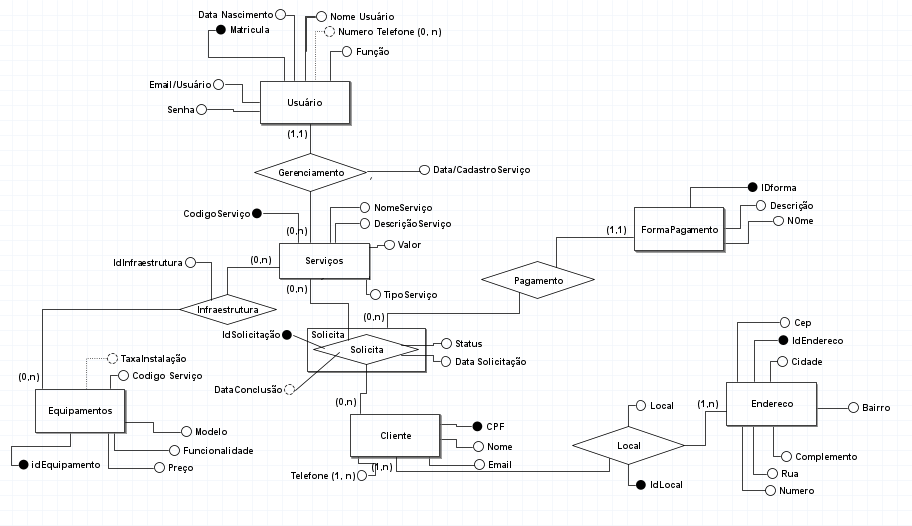 Data Nascimento
Nome Usuário
Matricula
Numero Telefone (0, n)
Função
Email/Usuário
Usuário
Senha
(1,1)
Gerenciamento
Data/CadastroServiço
CodigoServiço
NomeServiço
DescriçãoServiço
(0,n)
Valor
Serviços
IdInfraestrutura
(0,n)
(0,n)
TipoServiço
IDforma
Descrição
N0me
FormaPagamento
(1,1)
Pagamento
Infraestrutura
(0,n)
IdSolicitação
Solicita
Solicita
Status
Data Solicitação
DataConclusão
TaxaInstalação
Codigo Serviço
(0,n)
Equipamentos
Modelo
Funcionalidade
idEquipamento
Preço
(0,n)
Cliente
CPF
Nome
Email
Telefone (1, n)
(1,n)
Local
Local
IdLocal
(1,n)
Cep
IdEndereco
Cidade
Endereco
Bairro
Complemento
Rua
Numero